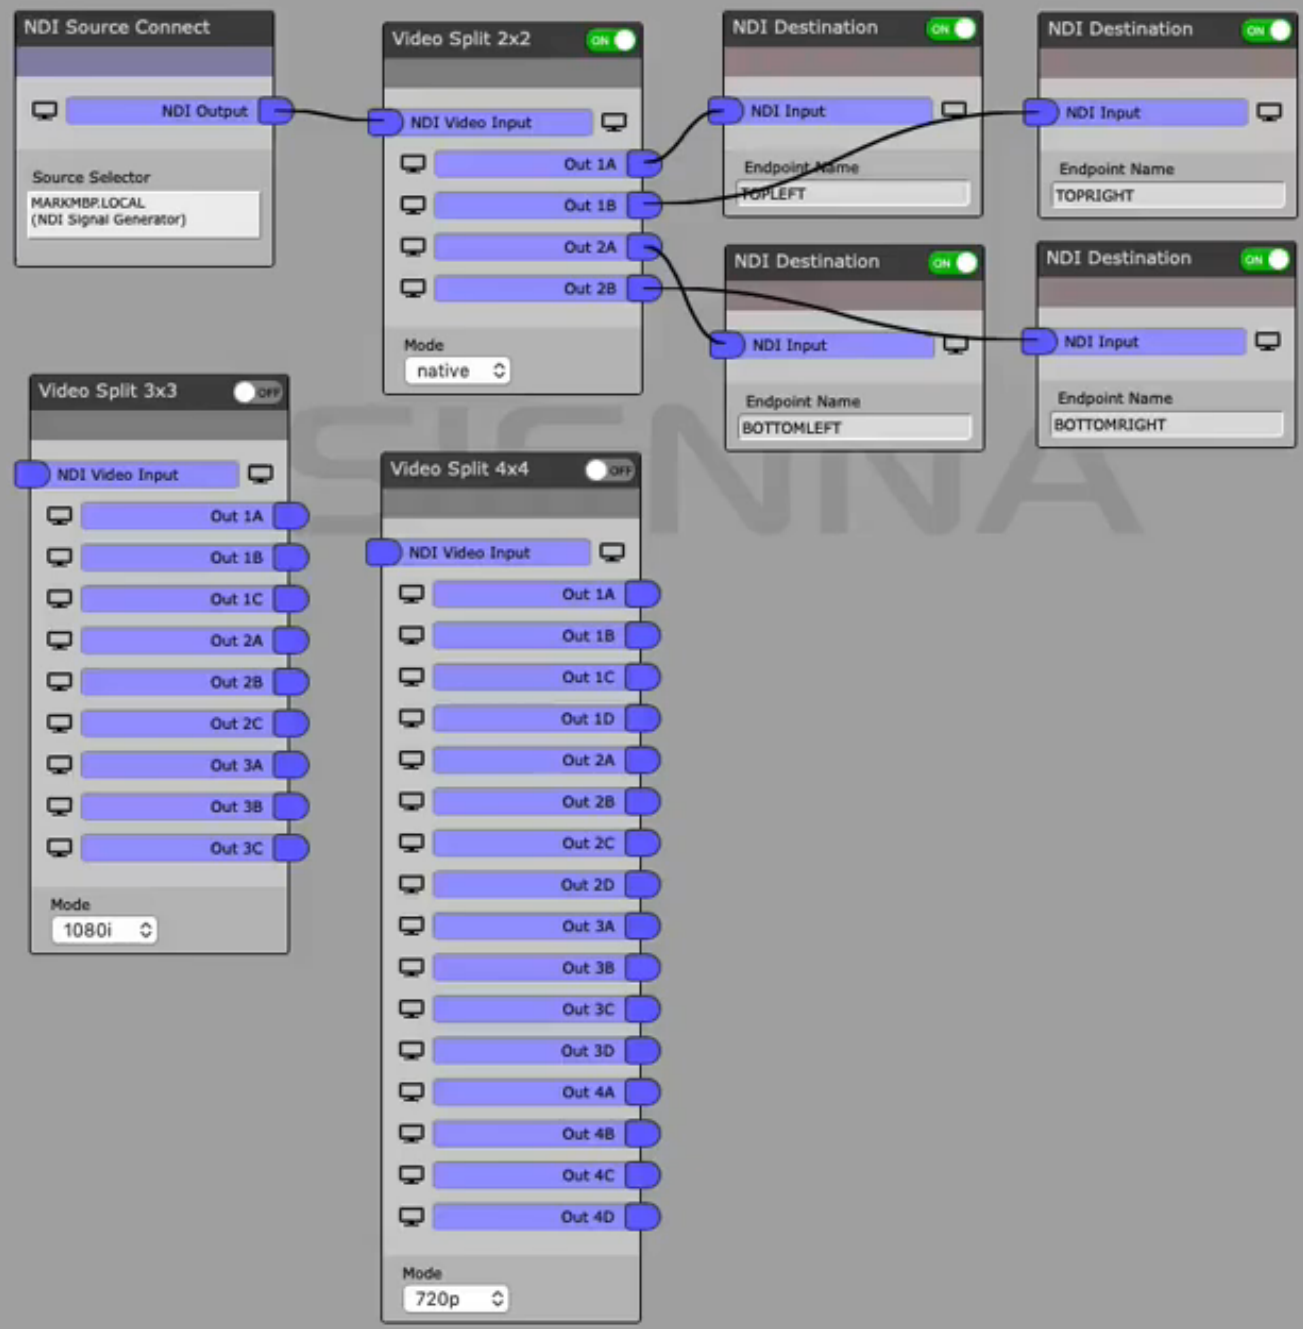 NDI Source Connect
NDI Output
Source Selector
MARKMBP.LOCAL
(NDI Signal Generator)
Video Split 2x2
ON
NDI Video Input
Out 1A
Out 1B
Out 2A
Out 2B
Mode
native
NDI Destination
ON
NDI Input
Endpoint Name
TOPLEFT
NDI Destination
ON
NDI Input
Endpoint Name
TOPRIGHT
NDI Destination
ON
NDI Input
Endpoint Name
BOTTOMLEFT
NDI Destination
ON
NDI Input
Endpoint Name
BOTTOMRIGHT
SIENNA
Video Split 3x3
OFF
NDI Video Input
Out 1A
Out 1B
Out 1C
Out 2A
Out 2B
Out 2C
Out 3A
Out 3B
Out 3C
Mode
1080i
Video Split 4x4
OFF
NDI Video Input
Out 1A
Out 1B
Out 1C
Out 1D
Out 2A
Out 2B
Out 2C
Out 2D
Out 3A
Out 3B
Out 3C
Out 3D
Out 4A
Out 4B
Out 4C
Out 4D
Mode
720p